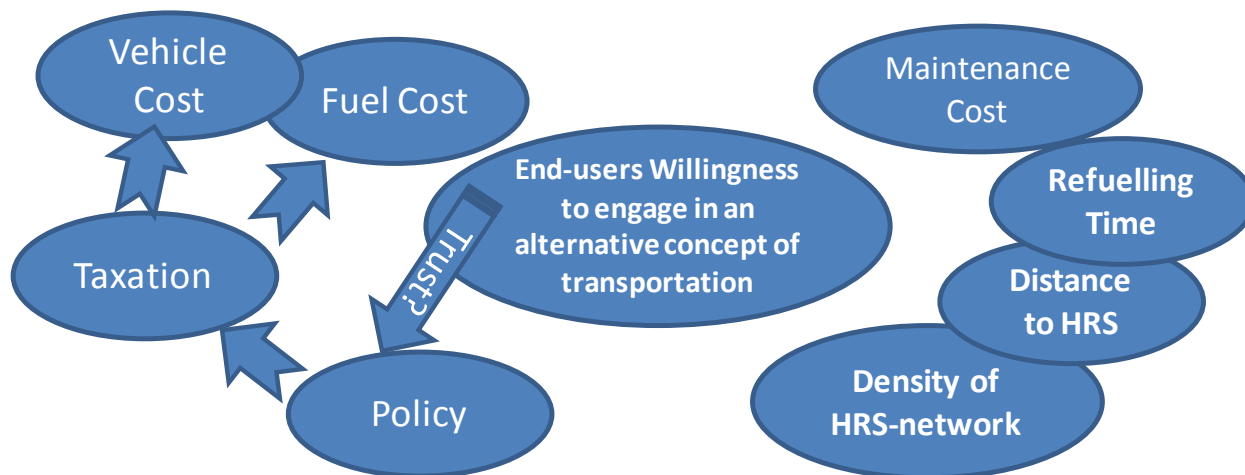 Vehicle
Cost
Fuel Cost
Maintenance
Cost
End-users Willingness
to engage in an
alternative concept of
transportation
Refuelling
Time
Trust?
Taxation
Distance
to HRS
Policy
Density of
HRS-network